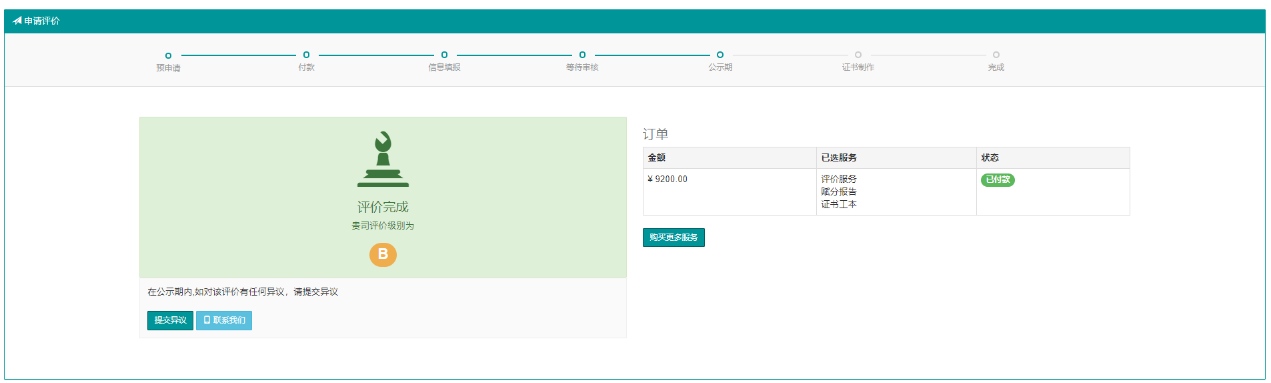 申请评价
预申请 付款 信息填报 等待审核 公示期 证书制作 完成
评价完成
贵司评价级别为
B
在公示期内,如对该评价有任何异议，请提交异议
提交异议 联系我们
订单
金额 已选服务 状态
¥ 9200.00 评价服务 已付款
赋分报告
证书工本
购买更多服务